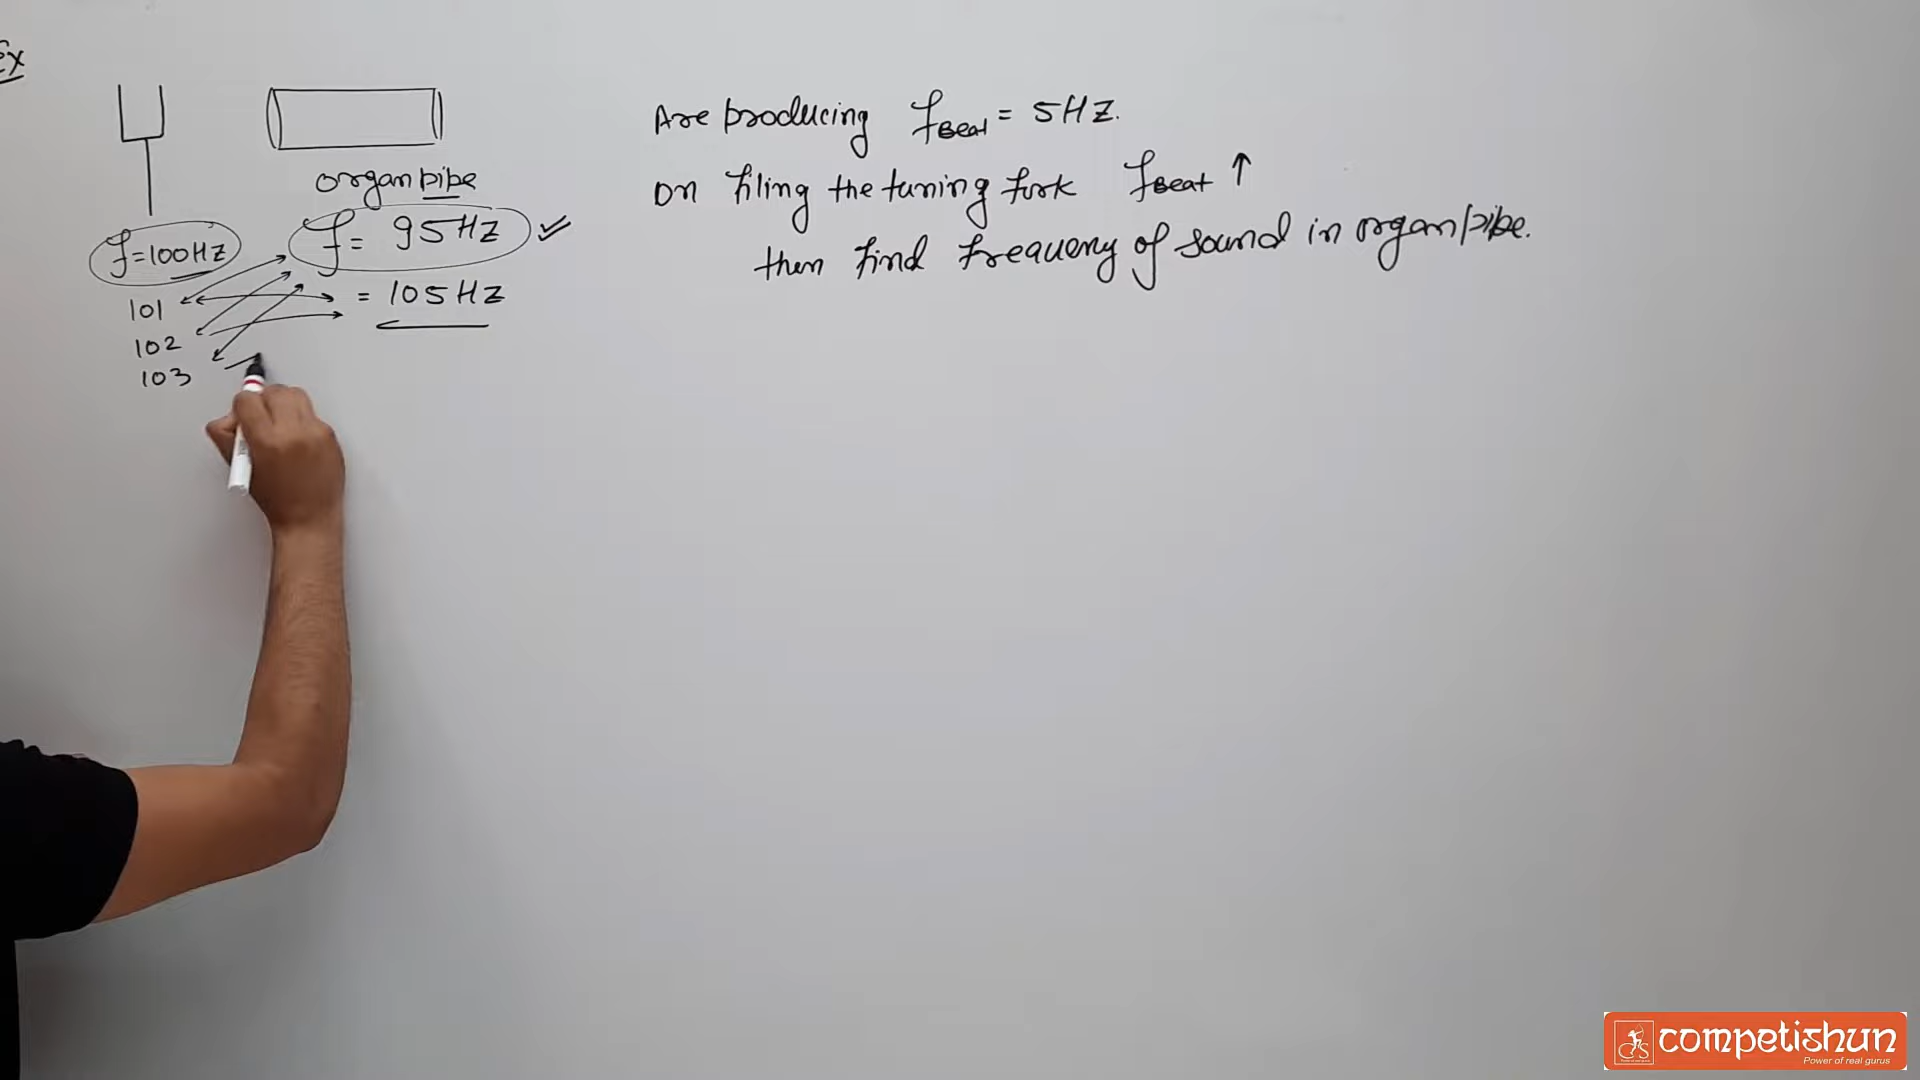 Ex
organ pipe
f=100HZ
f= 95HZ
= 105HZ
101
102
103
Are producing fBeat = 5HZ.
on filing the tuning fork fBeat ↑
then find frequency of sound in organ pipe.
competishun
Power of real gurus